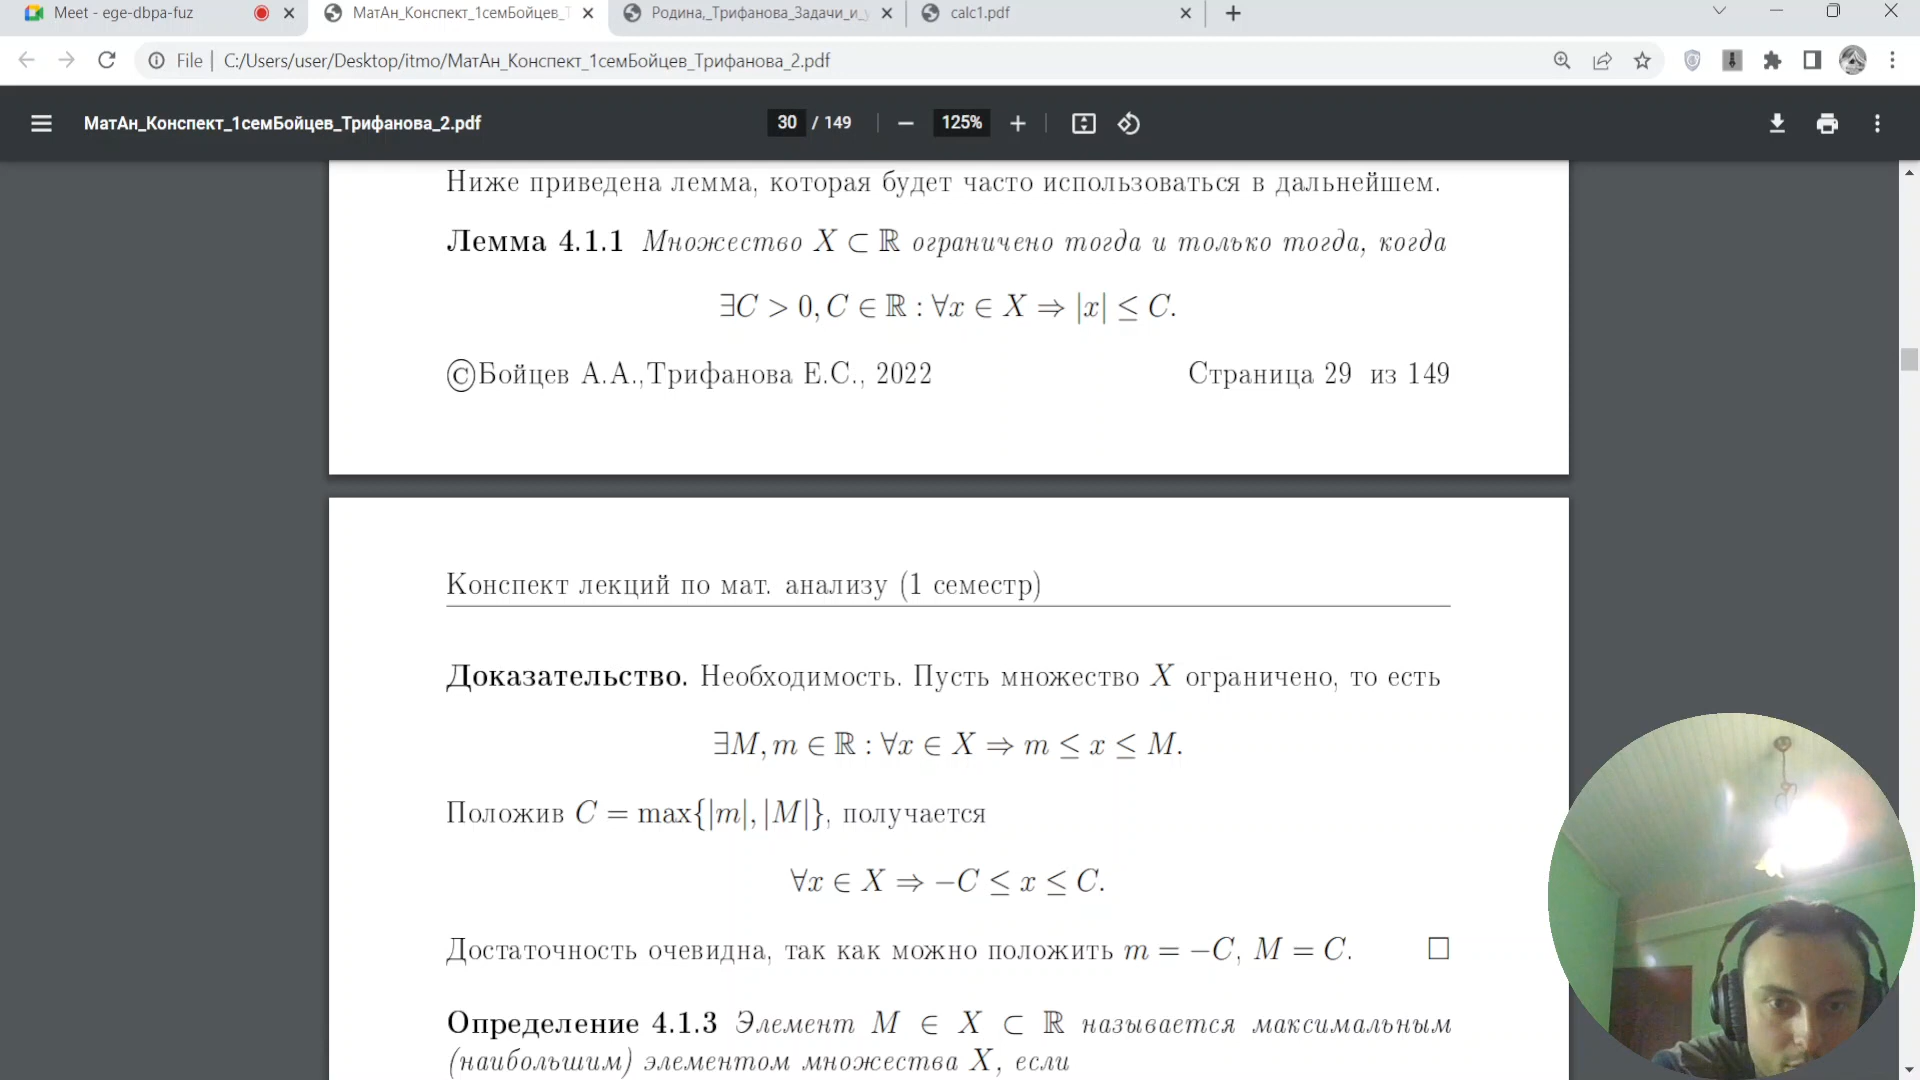 Meet - ege-dbpa-fuz
МатАн_Конспект_1семБойцев_Т
Родина,_Трифанова_Задачи_и_у
calc1.pdf
File | C:/Users/user/Desktop/itmo/МатАн_Конспект_1семБойцев_Трифанова_2.pdf
МатАн_Конспект_1семБойцев_Трифанова_2.pdf
30 / 149
125%
Ниже приведена лемма, которая будет часто использоваться в дальнейшем.
Лемма 4.1.1 Множество X ⊂ ℝ ограничено тогда и только тогда, когда
∃C > 0, C ∈ ℝ : ∀x ∈ X ⇒ |x| ≤ C.
©Бойцев А.А.,Трифанова Е.С., 2022
Страница 29 из 149
Конспект лекций по мат. анализу (1 семестр)
Доказательство. Необходимость. Пусть множество X ограничено, то есть
∃M, m ∈ ℝ : ∀x ∈ X ⇒ m ≤ x ≤ M.
Положив C = max{|m|, |M|}, получается
∀x ∈ X ⇒ −C ≤ x ≤ C.
Достаточность очевидна, так как можно положить m = −C, M = C. □
Определение 4.1.3 Элемент M ∈ X ⊂ ℝ называется максимальным
(наибольшим) элементом множества X, если